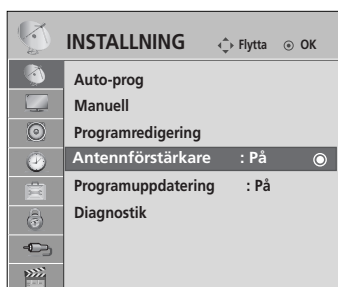 INSTALLNING Flytta OK
Auto-prog
Manuell
Programredigering
Antennförstärkare : På
Programuppdatering : På
Diagnostik